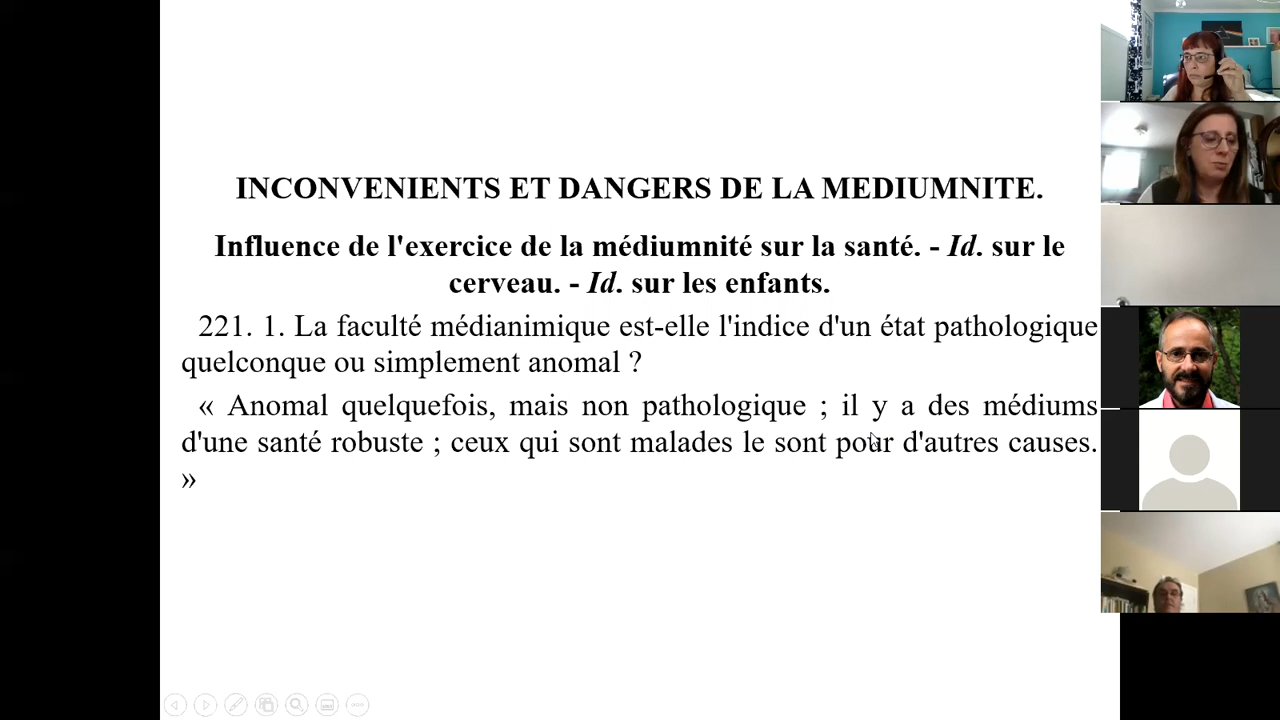 INCONVENIENTS ET DANGERS DE LA MEDIUMNITE.
Influence de l'exercice de la médiumnité sur la santé. - Id. sur le
cerveau. - Id. sur les enfants.
221. 1. La faculté médianimique est-elle l'indice d'un état pathologique
quelconque ou simplement anomal ?
« Anomal quelquefois, mais non pathologique ; il y a des médiums
d'une santé robuste ; ceux qui sont malades le sont pour d'autres causes.
»